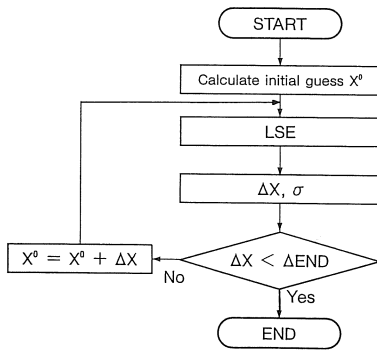 START
Calculate initial guess X⁰
LSE
ΔX, σ
ΔX < ΔEND
X⁰ = X⁰ + ΔX
No
Yes
END